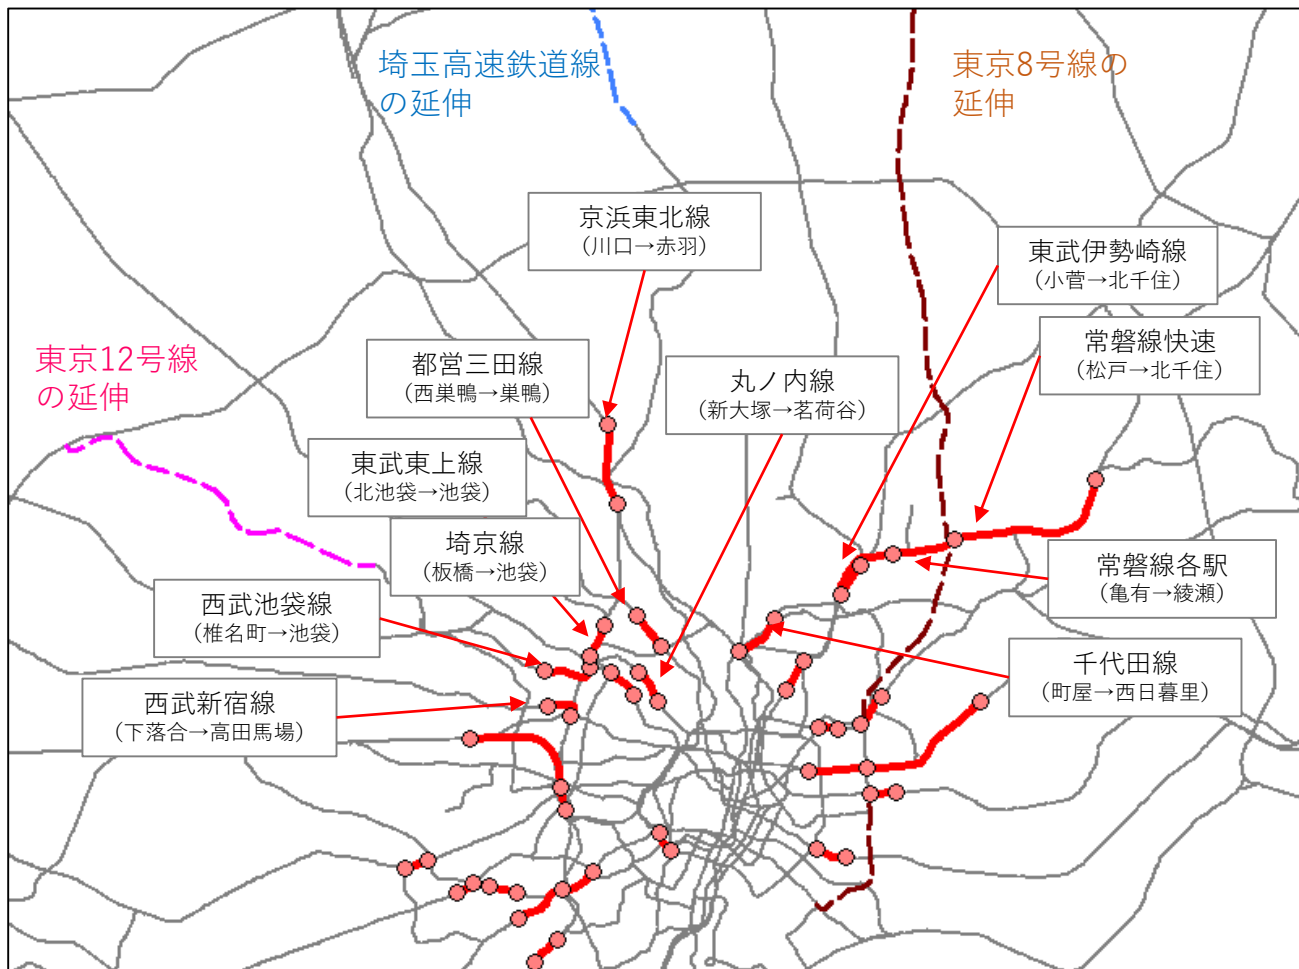 埼玉高速鉄道線
の延伸
東京8号線の
延伸
京浜東北線
（川口→赤羽）
東武伊勢崎線
（小菅→北千住）
常磐線快速
（松戸→北千住）
東京12号線
の延伸
都営三田線
（西巣鴨→巣鴨）
丸ノ内線
（新大塚→茗荷谷）
東武東上線
（北池袋→池袋）
埼京線
（板橋→池袋）
常磐線各駅
（亀有→綾瀬）
西武池袋線
（椎名町→池袋）
千代田線
（町屋→西日暮里）
西武新宿線
（下落合→高田馬場）